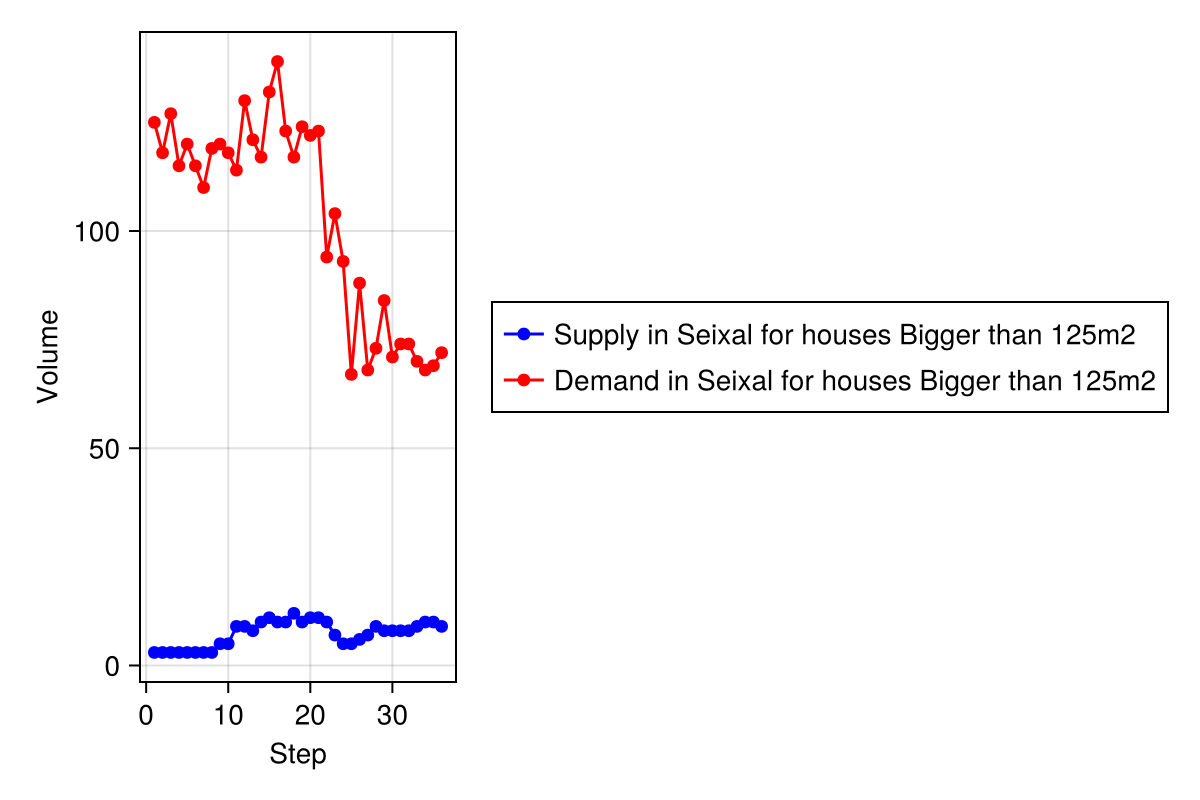 Volume
100
50
0
0 10 20 30
Step
Supply in Seixal for houses Bigger than 125m2
Demand in Seixal for houses Bigger than 125m2